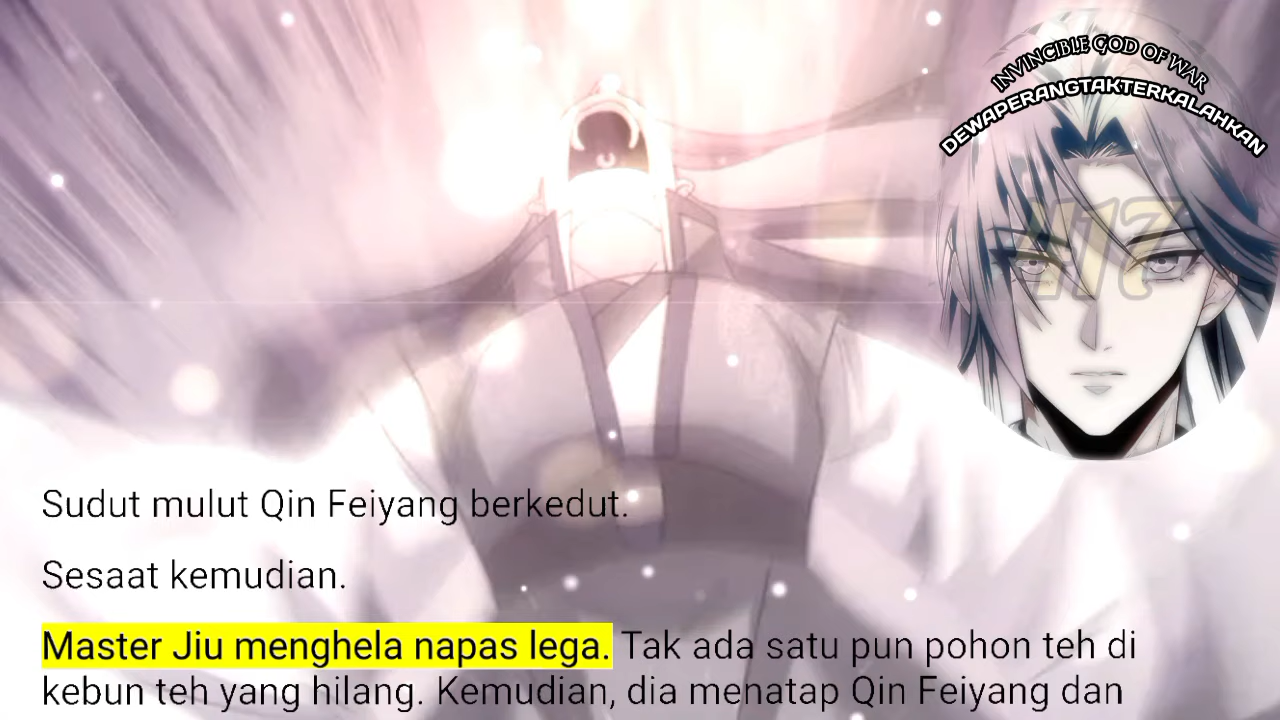 INVINCIBLE GOD OF WAR
DEWAPERANGTAKTERKALAHKAN
417
Sudut mulut Qin Feiyang berkedut.
Sesaat kemudian.
Master Jiu menghela napas lega. Tak ada satu pun pohon teh di
kebun teh yang hilang. Kemudian, dia menatap Qin Feiyang dan